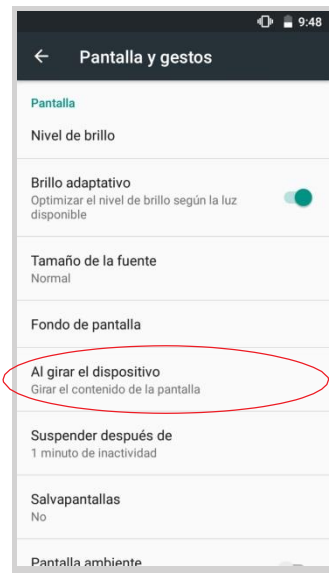 9:48
Pantalla y gestos
Pantalla
Nivel de brillo
Brillo adaptativo
Optimizar el nivel de brillo según la luz
disponible
Tamaño de la fuente
Normal
Fondo de pantalla
Al girar el dispositivo
Girar el contenido de la pantalla
Suspender después de
1 minuto de inactividad
Salvapantallas
No
Pantalla ambiente